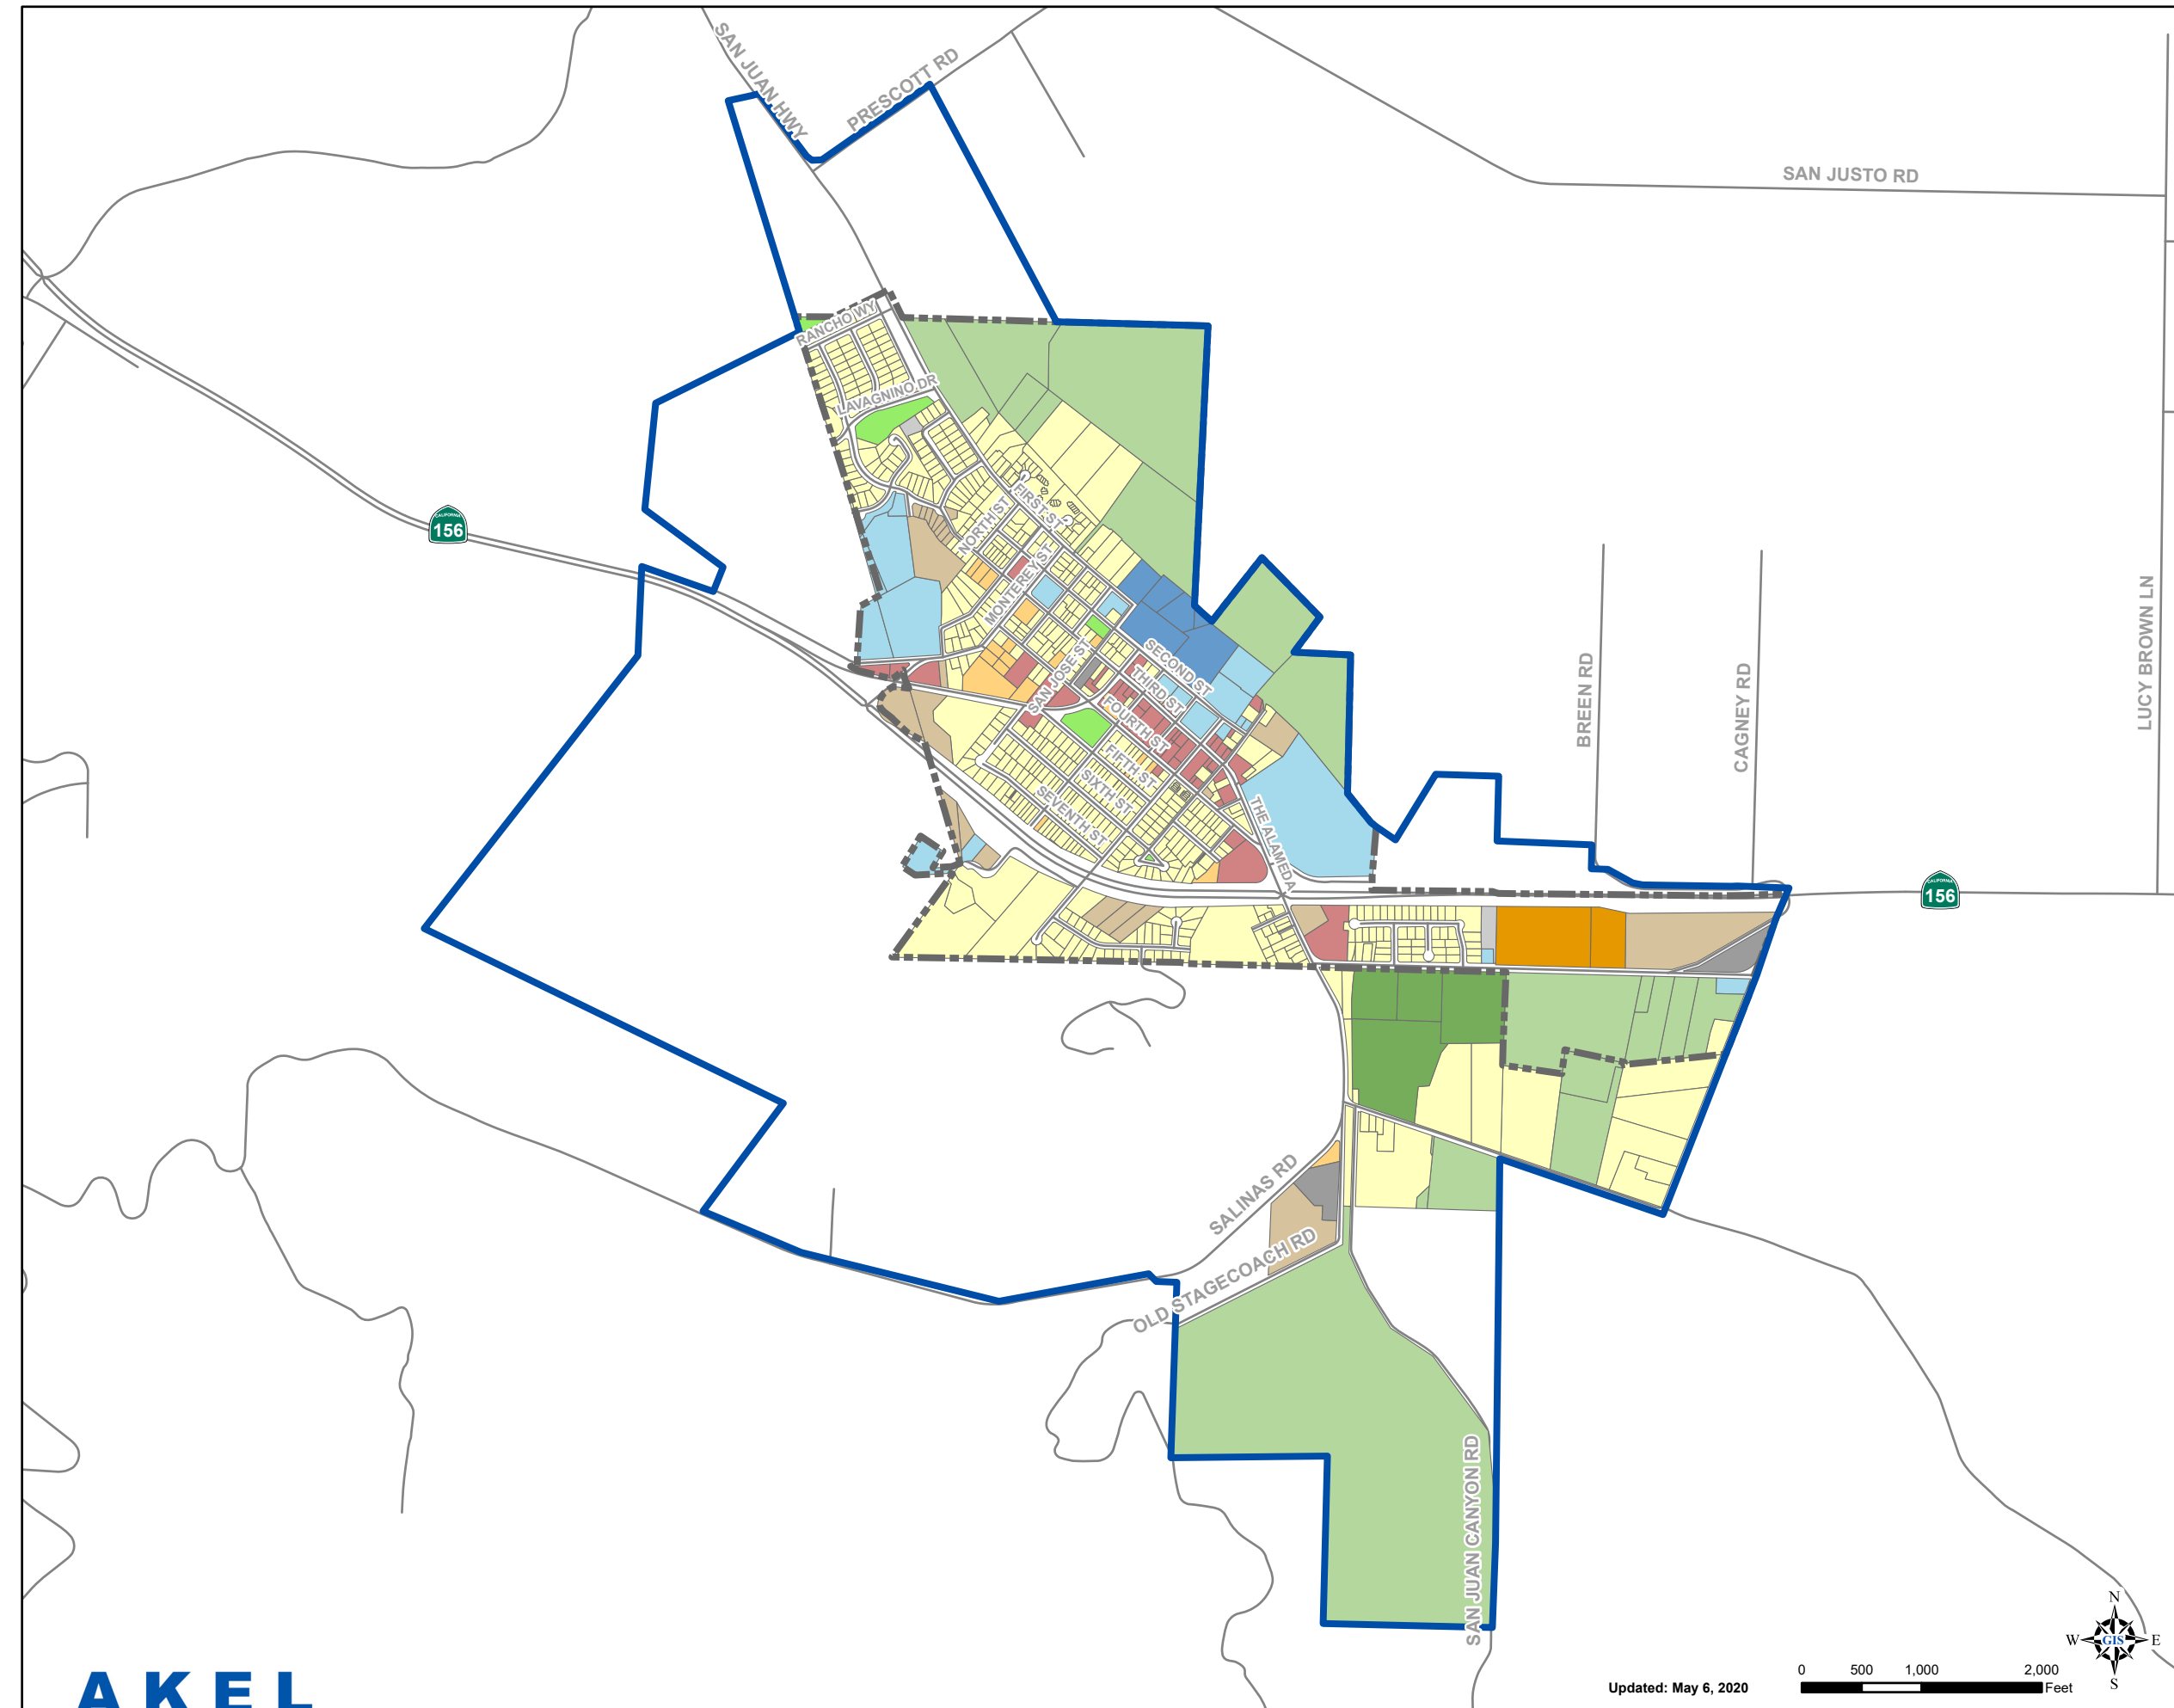 SAN JUAN HWY
PRESCOTT RD
SAN JUSTO RD
RANCHO WY
LAVAGNINO DR
CALIFORNIA
156
NORTH ST
FIRST ST
MONTEREY ST
SAN JOSE ST
SECOND ST
THIRD ST
FOURTH ST
FIFTH ST
SIXTH ST
SEVENTH ST
THE ALAMEDA
BREEN RD
CAGNEY RD
LUCY BROWN LN
CALIFORNIA
156
SALINAS RD
OLD STAGECOACH RD
SAN JUAN CANYON RD
N
W
GIS
E
S
0
500
1,000
2,000
Feet
Updated: May 6, 2020
AKEL